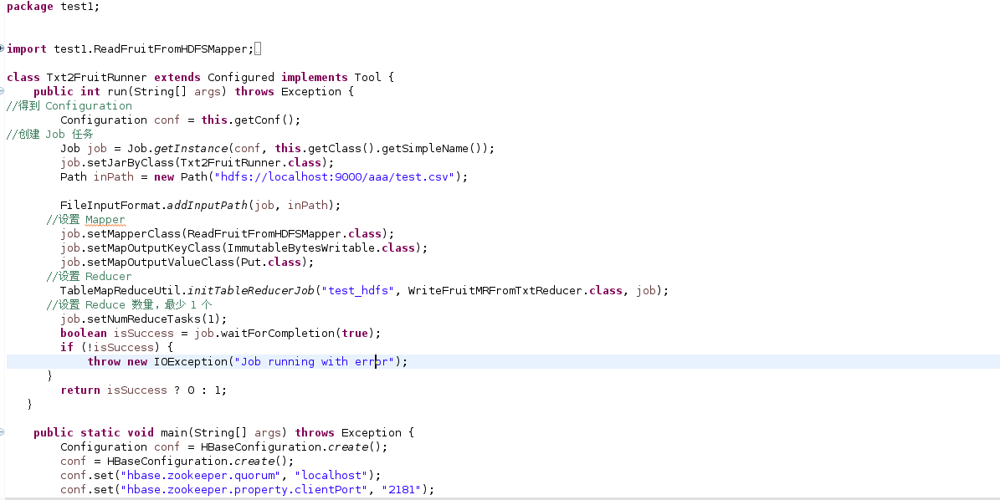 package test1;
import test1.ReadFruitFromHDFSMapper;
class Txt2FruitRunner extends Configured implements Tool {
public int run(String[] args) throws Exception {
//得到 Configuration
Configuration conf = this.getConf();
//创建 Job 任务
Job job = Job.getInstance(conf, this.getClass().getSimpleName());
job.setJarByClass(Txt2FruitRunner.class);
Path inPath = new Path("hdfs://localhost:9000/aaa/test.csv");
FileInputFormat.addInputPath(job, inPath);
//设置 Mapper
job.setMapperClass(ReadFruitFromHDFSMapper.class);
job.setMapOutputKeyClass(ImmutableBytesWritable.class);
job.setMapOutputValueClass(Put.class);
//设置 Reducer
TableMapReduceUtil.initTableReducerJob("test_hdfs", WriteFruitMRFromTxtReducer.class, job);
//设置 Reduce 数量，最少 1 个
job.setNumReduceTasks(1);
boolean isSuccess = job.waitForCompletion(true);
if (!isSuccess) {
throw new IOException("Job running with error");
}
return isSuccess ? 0 : 1;
}
public static void main(String[] args) throws Exception {
Configuration conf = HBaseConfiguration.create();
conf = HBaseConfiguration.create();
conf.set("hbase.zookeeper.quorum", "localhost");
conf.set("hbase.zookeeper.property.clientPort", "2181");